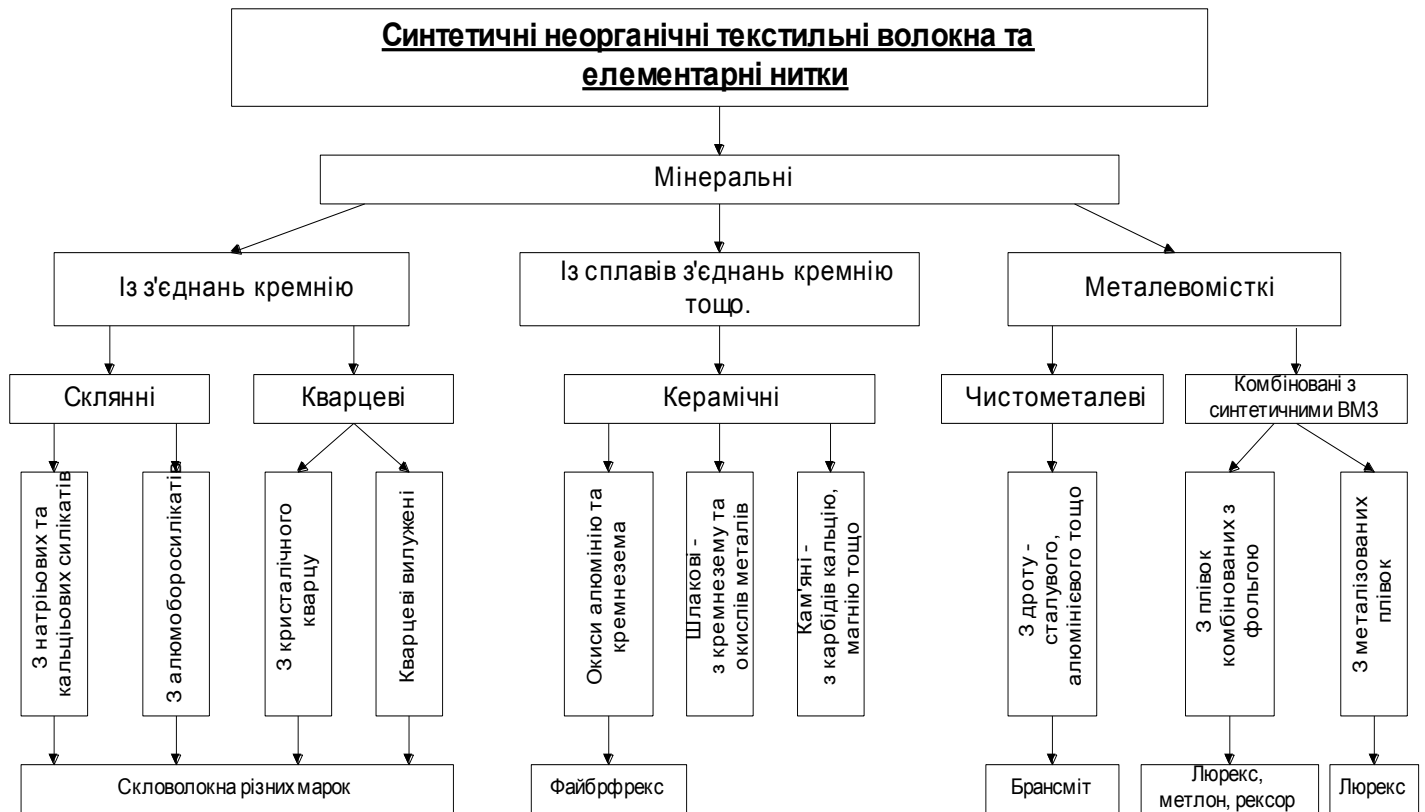 Синтетичні неорганічні текстильні волокна та
елементарні нитки
Мінеральні
Із з'єднань кремнію
Із сплавів з'єднань кремнію
тощо.
Металевомісткі
Склянні
Кварцеві
Керамічні
Чистометалеві
Комбіновані з
синтетичними ВМЗ
З натріьових та
кальціьових силікатів
З алюмоборосилікатів
З кристалічного
кварцу
Кварцеві вилужені
Окиси алюмінію та
кремнезема
Шлакові -
з кремнезему та
окислів металів
Кам'яні -
з карбідів кальцію,
магнію тощо
З дроту -
сталувого,
алюмінієвого тощо
З плівок
комбінованих з
фольгою
З металізованих
плівок
Скловолокна різних марок
Файбрфрекс
Брансміт
Люрекс,
метлон, рексор
Люрекс